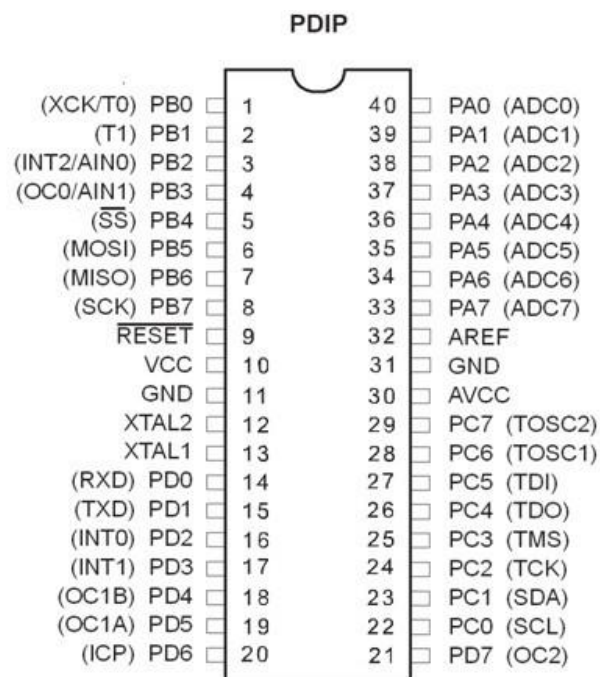 PDIP
(XCK/T0) PB0 1 40 PA0 (ADC0)
(T1) PB1 2 39 PA1 (ADC1)
(INT2/AIN0) PB2 3 38 PA2 (ADC2)
(OC0/AIN1) PB3 4 37 PA3 (ADC3)
(S̅S̅) PB4 5 36 PA4 (ADC4)
(MOSI) PB5 6 35 PA5 (ADC5)
(MISO) PB6 7 34 PA6 (ADC6)
(SCK) PB7 8 33 PA7 (ADC7)
R̅E̅S̅E̅T̅ 9 32 AREF
VCC 10 31 GND
GND 11 30 AVCC
XTAL2 12 29 PC7 (TOSC2)
XTAL1 13 28 PC6 (TOSC1)
(RXD) PD0 14 27 PC5 (TDI)
(TXD) PD1 15 26 PC4 (TDO)
(INT0) PD2 16 25 PC3 (TMS)
(INT1) PD3 17 24 PC2 (TCK)
(OC1B) PD4 18 23 PC1 (SDA)
(OC1A) PD5 19 22 PC0 (SCL)
(ICP) PD6 20 21 PD7 (OC2)